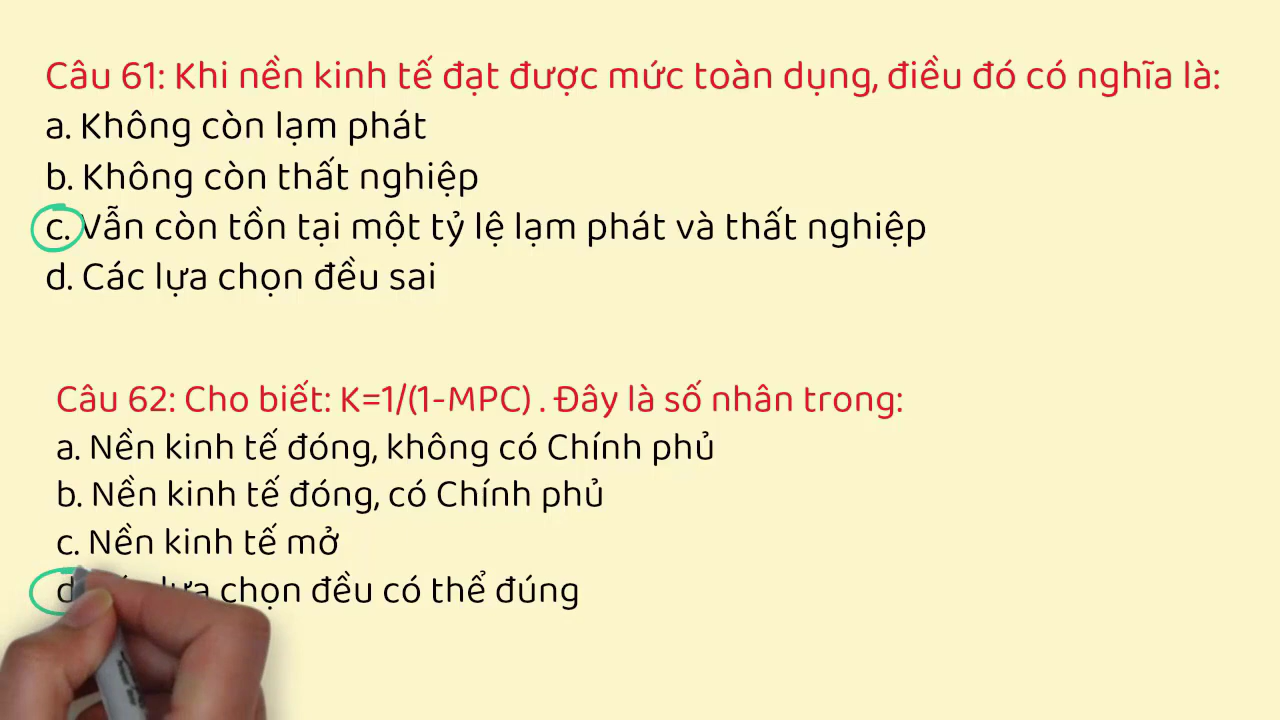 Câu 61: Khi nền kinh tế đạt được mức toàn dụng, điều đó có nghĩa là:
a. Không còn lạm phát
b. Không còn thất nghiệp
c. Vẫn còn tồn tại một tỷ lệ lạm phát và thất nghiệp
d. Các lựa chọn đều sai
Câu 62: Cho biết: K=1/(1-MPC) . Đây là số nhân trong:
a. Nền kinh tế đóng, không có Chính phủ
b. Nền kinh tế đóng, có Chính phủ
c. Nền kinh tế mở
d lựa chọn đều có thể đúng